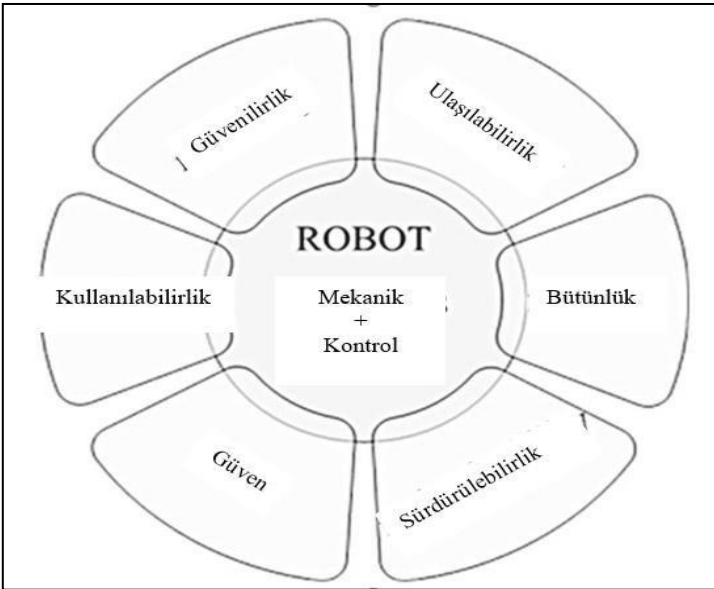 Güvenilirlik
Ulaşılabilirlik
ROBOT
Kullanılabilirlik
Mekanik
+
Kontrol
Bütünlük
Güven
Sürdürülebilirlik